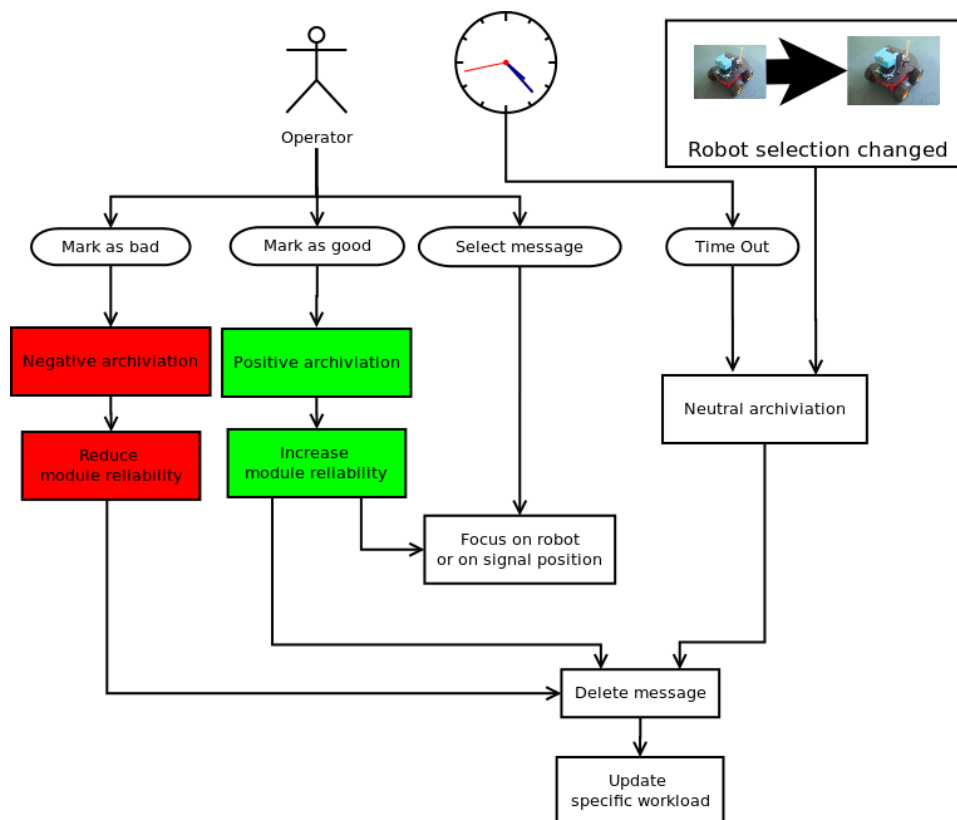 Operator
Robot selection changed
Mark as bad
Mark as good
Select message
Time Out
Negative archiviation
Positive archiviation
Neutral archiviation
Reduce
module reliability
Increase
module reliability
Focus on robot
or on signal position
Delete message
Update
specific workload